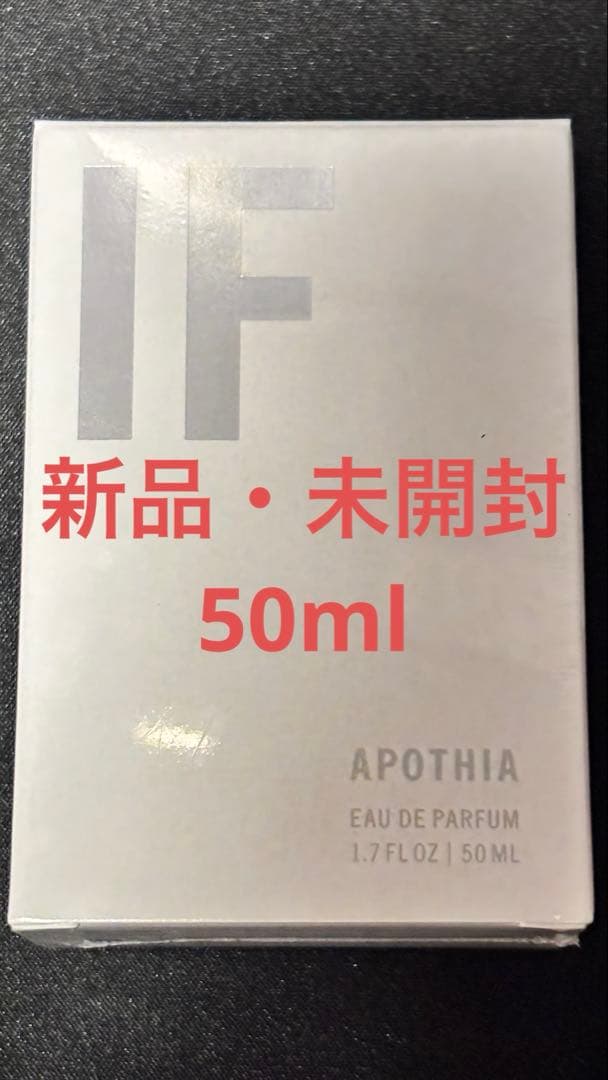 IF
新品・未開封
50ml
APOTHIA
EAU DE PARFUM
1.7 FL OZ | 50 ML